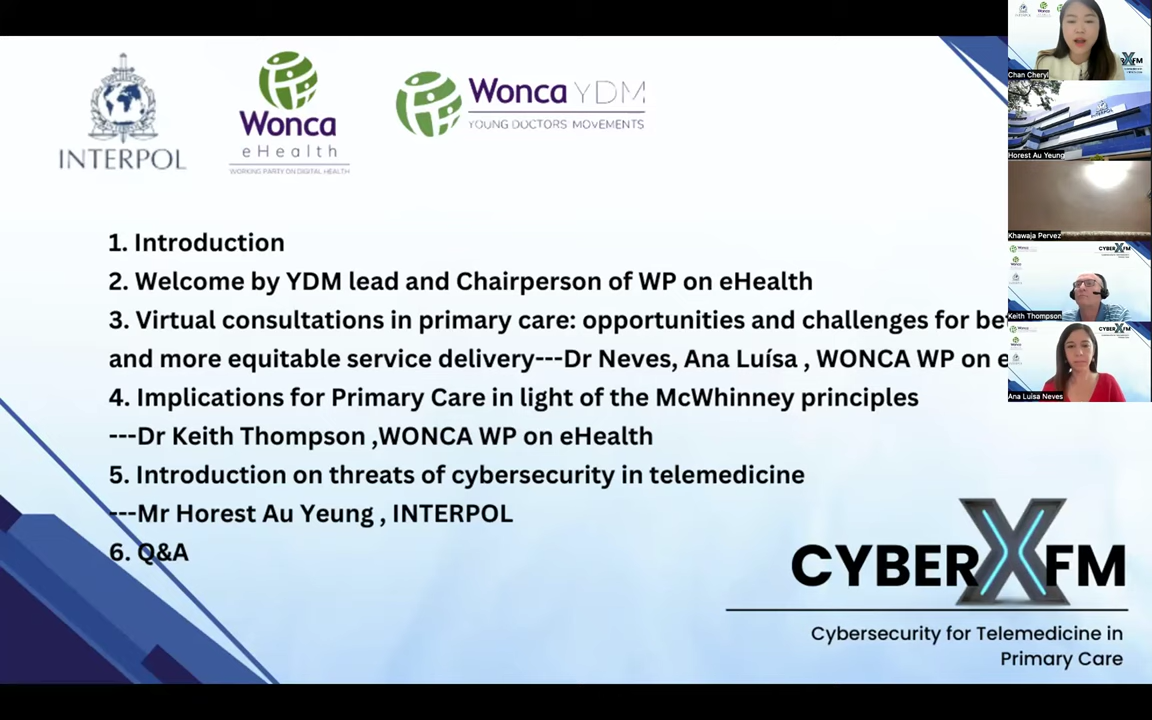 INTERPOL
Wonca
eHealth
WORKING PARTY ON DIGITAL HEALTH
Wonca YDM
YOUNG DOCTORS MOVEMENTS
1. Introduction
2. Welcome by YDM lead and Chairperson of WP on eHealth
3. Virtual consultations in primary care: opportunities and challenges for be
and more equitable service delivery---Dr Neves, Ana Luísa , WONCA WP on e
4. Implications for Primary Care in light of the McWhinney principles
---Dr Keith Thompson ,WONCA WP on eHealth
5. Introduction on threats of cybersecurity in telemedicine
---Mr Horest Au Yeung , INTERPOL
6. Q&A
CYBERXFM
Cybersecurity for Telemedicine in
Primary Care
Chan Cheryl
Horest Au Yeung
Khawaja Pervez
Keith Thompson
Ana Luísa Neves